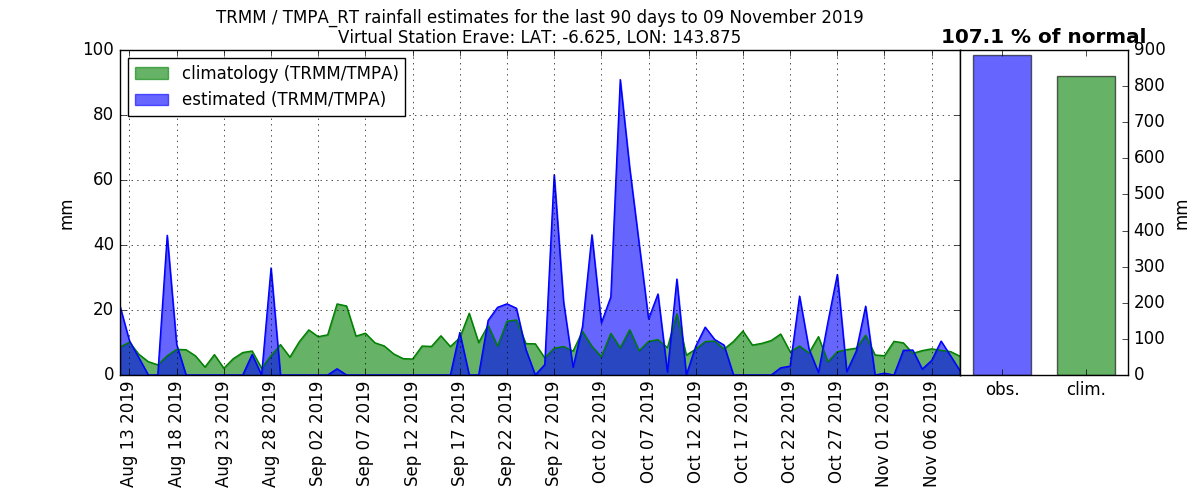 TRMM / TMPA_RT rainfall estimates for the last 90 days to 09 November 2019
Virtual Station Erave: LAT: -6.625, LON: 143.875
107.1 % of normal
climatology (TRMM/TMPA)
estimated (TRMM/TMPA)
100
80
60
40
20
0
mm
900
800
700
600
500
400
300
200
100
0
mm
Aug 13 2019
Aug 18 2019
Aug 23 2019
Aug 28 2019
Sep 02 2019
Sep 07 2019
Sep 12 2019
Sep 17 2019
Sep 22 2019
Sep 27 2019
Oct 02 2019
Oct 07 2019
Oct 12 2019
Oct 17 2019
Oct 22 2019
Oct 27 2019
Nov 01 2019
Nov 06 2019
obs.
clim.